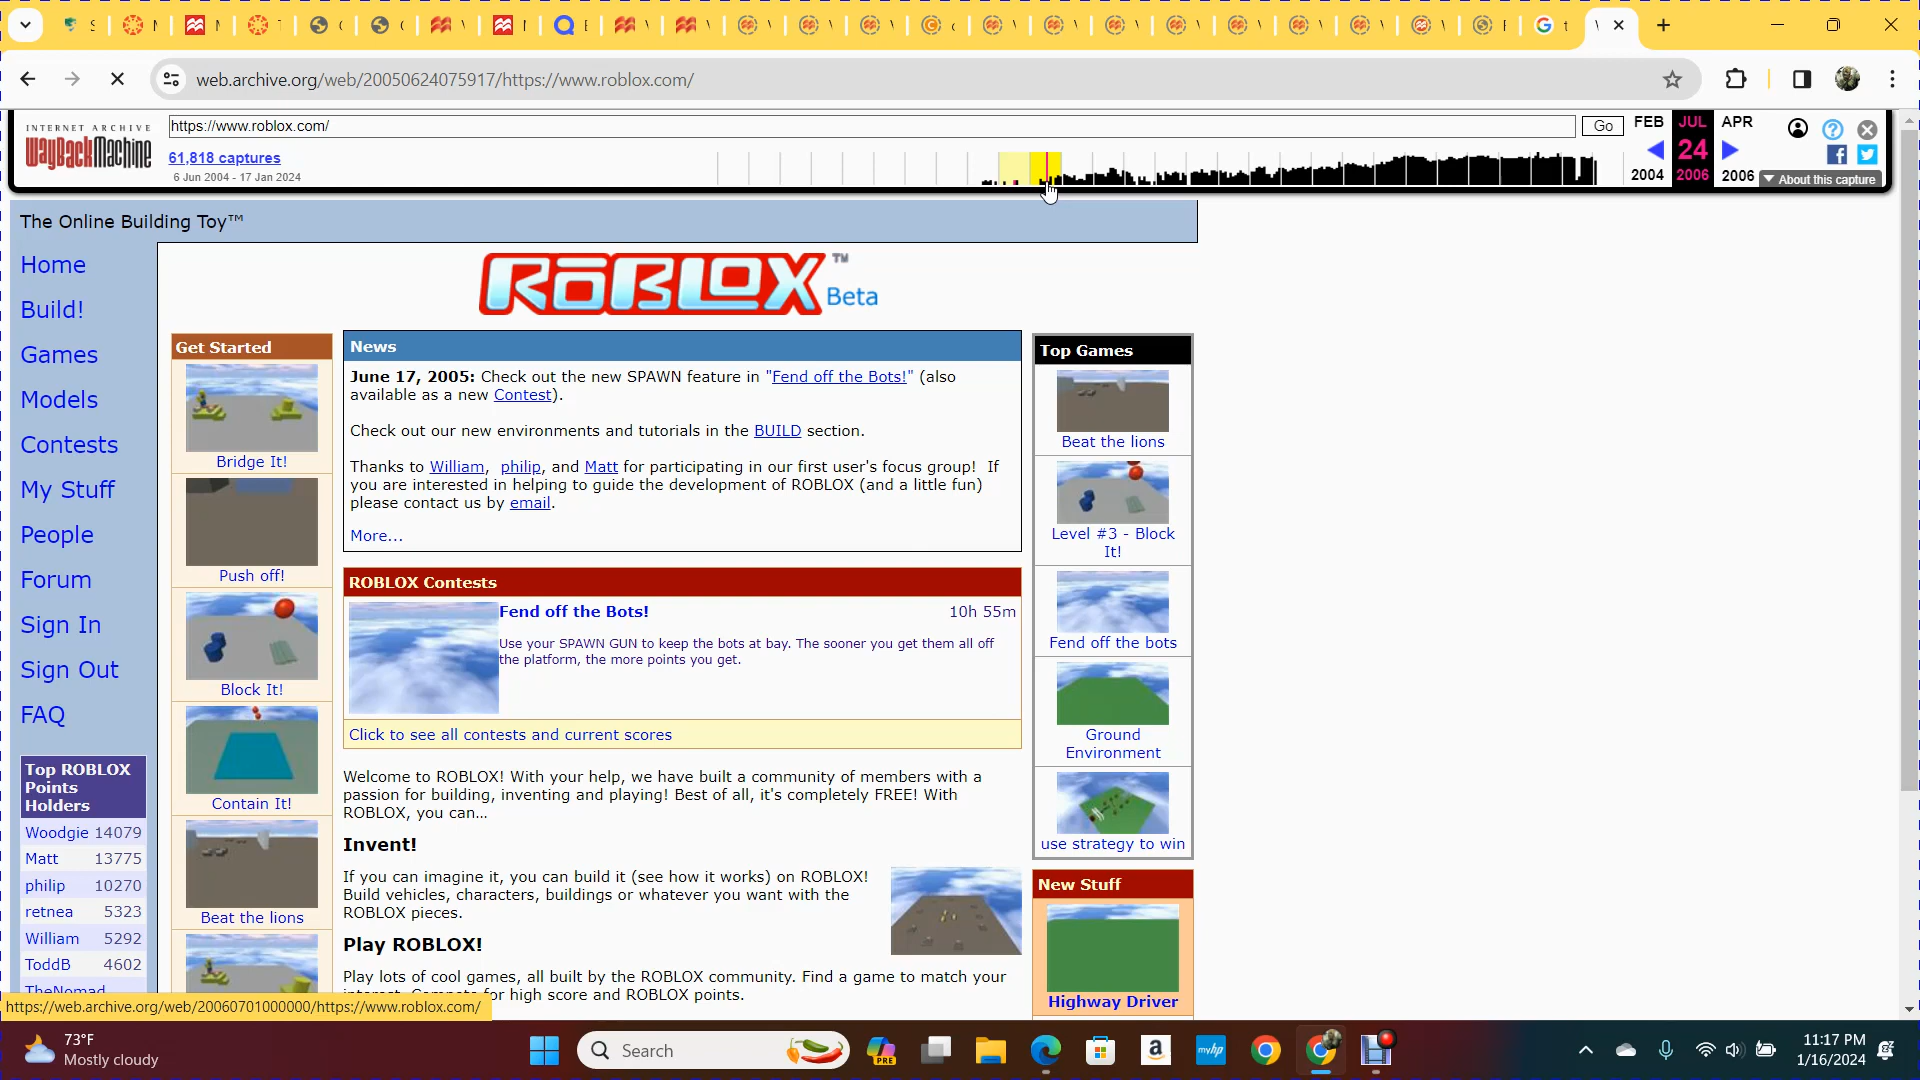 web.archive.org/web/20050624075917/https://www.roblox.com/
INTERNET ARCHIVE
WayBackMachine
https://www.roblox.com/
Go
FEB
JUL
APR
61,818 captures
24
6 Jun 2004 - 17 Jan 2024
2004
2006
2006
About this capture
The Online Building Toy™
Home
Build!
Games
Models
Contests
My Stuff
People
Forum
Sign In
Sign Out
FAQ
Top ROBLOX
Points
Holders
Woodgie 14079
Matt 13775
philip 10270
retnea 5323
William 5292
ToddB 4602
TheNomad
ROBLOX™ Beta
Get Started
Bridge It!
Push off!
Block It!
Contain It!
Beat the lions
News
June 17, 2005: Check out the new SPAWN feature in "Fend off the Bots!" (also
available as a new Contest).
Check out our new environments and tutorials in the BUILD section.
Thanks to William, philip, and Matt for participating in our first user's focus group! If
you are interested in helping to guide the development of ROBLOX (and a little fun)
please contact us by email.
More...
ROBLOX Contests
Fend off the Bots! 10h 55m
Use your SPAWN GUN to keep the bots at bay. The sooner you get them all off
the platform, the more points you get.
Click to see all contests and current scores
Welcome to ROBLOX! With your help, we have built a community of members with a
passion for building, inventing and playing! Best of all, it's completely FREE! With
ROBLOX, you can...
Invent!
If you can imagine it, you can build it (see how it works) on ROBLOX!
Build vehicles, characters, buildings or whatever you want with the
ROBLOX pieces.
Play ROBLOX!
Play lots of cool games, all built by the ROBLOX community. Find a game to match your
for high score and ROBLOX points.
Top Games
Beat the lions
Level #3 - Block
It!
Fend off the bots
Ground
Environment
use strategy to win
New Stuff
Highway Driver
https://web.archive.org/web/20060701000000/https://www.roblox.com/
73°F
Mostly cloudy
Search
PRE
a
myhp
11:17 PM
1/16/2024